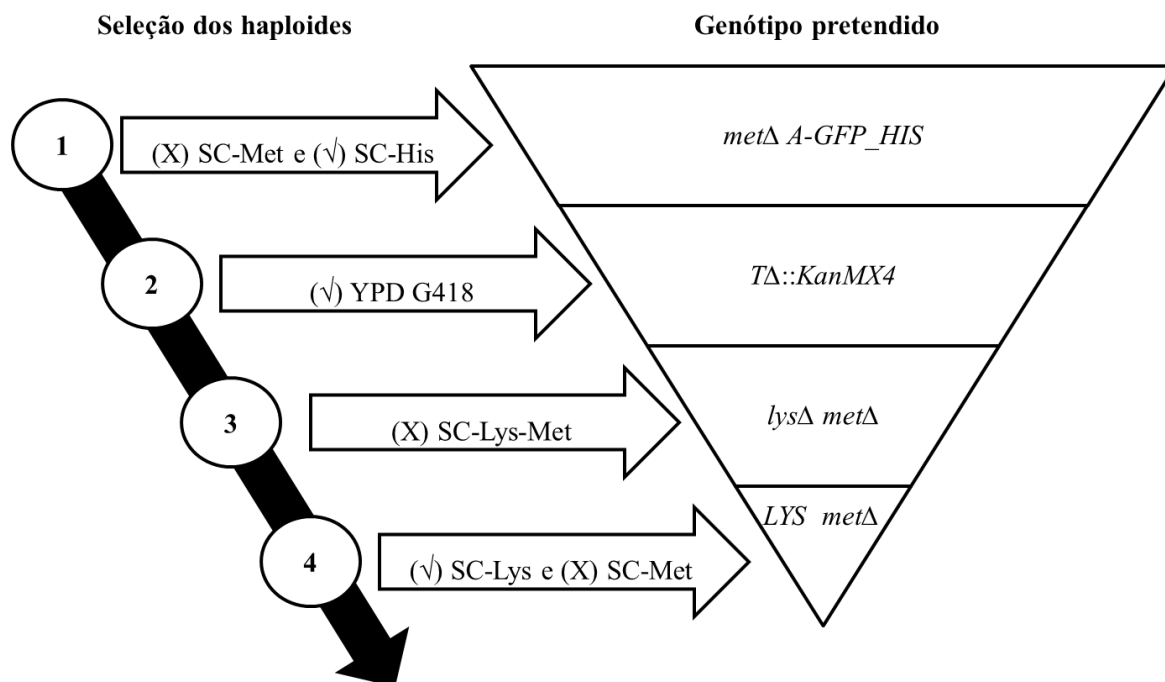 Seleção dos haploides
Genótipo pretendido
1
(X) SC-Met e (√) SC-His
metΔ A-GFP_HIS
2
(√) YPD G418
TΔ::KanMX4
3
(X) SC-Lys-Met
lysΔ metΔ
4
(√) SC-Lys e (X) SC-Met
LYS metΔ